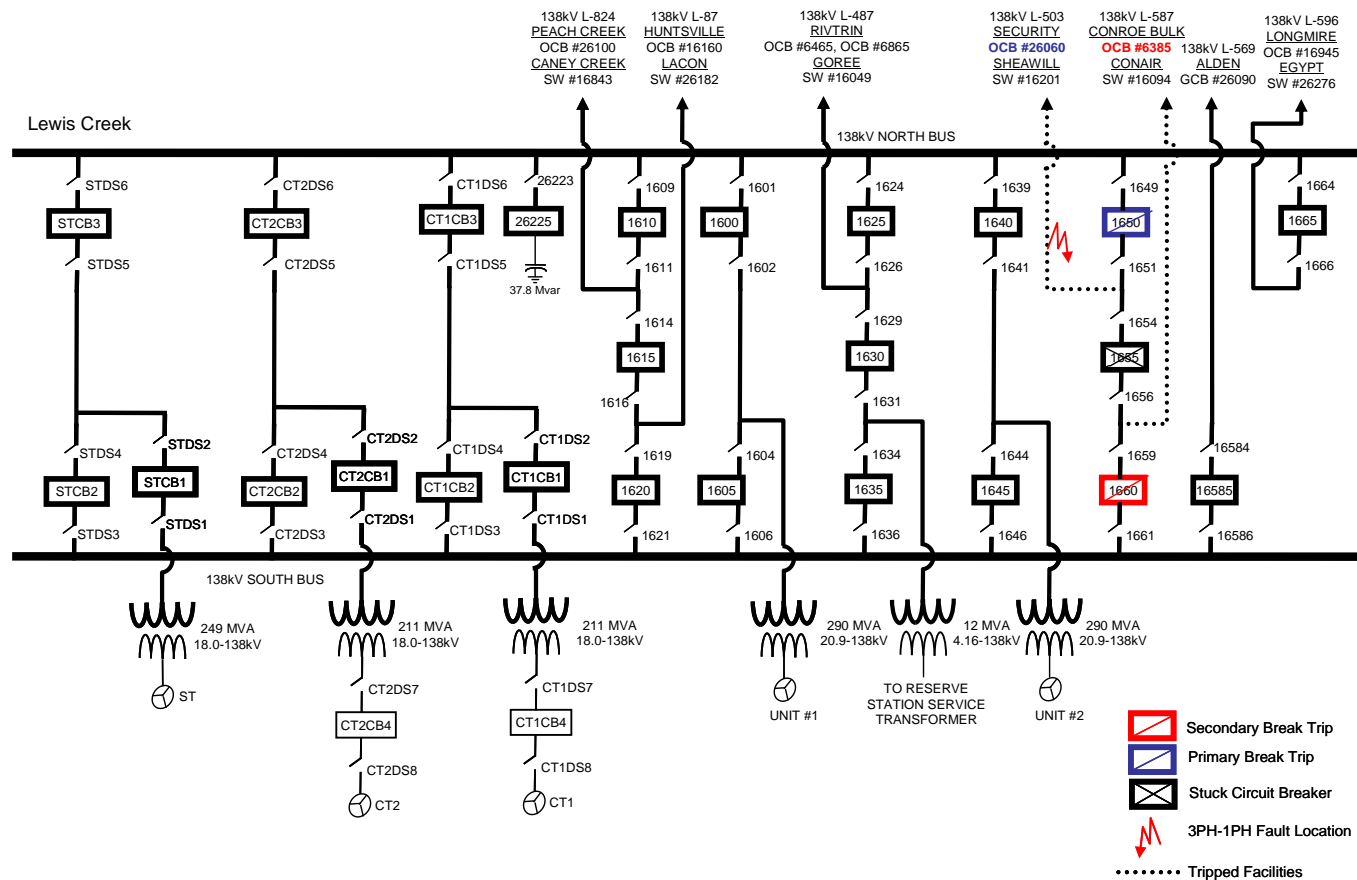 138kV L-824
PEACH CREEK
OCB #26100
CANEY CREEK
SW #16843
138kV L-87
HUNTSVILLE
OCB #16160
LACON
SW #26182
138kV L-487
RIVTRIN
OCB #6465, OCB #6865
GOREE
SW #16049
138kV L-503
SECURITY
OCB #26060
SHEAWILL
SW #16201
138kV L-587
CONROE BULK
OCB #6385
CONAIR
SW #16094
138kV L-569
ALDEN
GCB #26090
138kV L-596
LONGMIRE
OCB #16945
EGYPT
SW #26276
Lewis Creek
138kV NORTH BUS
STDS6
STCB3
STDS5
STDS4
STCB2
STDS3
STDS2
STCB1
STDS1
CT2DS6
CT2CB3
CT2DS5
CT2DS4
CT2CB2
CT2DS3
CT2DS2
CT2CB1
CT2DS1
CT1DS6
CT1CB3
CT1DS5
CT1DS4
CT1CB2
CT1DS3
CT1DS2
CT1CB1
CT1DS1
26223
26225
37.8 Mvar
1609
1610
1611
1614
1615
1616
1619
1620
1621
1601
1600
1602
1604
1605
1606
1624
1625
1626
1629
1630
1631
1634
1635
1636
1639
1640
1641
1644
1645
1646
1649
1650
1651
1654
1655
1656
1659
1660
1661
16584
16585
16586
1664
1665
1666
138kV SOUTH BUS
249 MVA
18.0-138kV
ST
211 MVA
18.0-138kV
CT2DS7
CT2CB4
CT2DS8
CT2
211 MVA
18.0-138kV
CT1DS7
CT1CB4
CT1DS8
CT1
290 MVA
20.9-138kV
UNIT #1
12 MVA
4.16-138kV
TO RESERVE
STATION SERVICE
TRANSFORMER
290 MVA
20.9-138kV
UNIT #2
Secondary Break Trip
Primary Break Trip
Stuck Circuit Breaker
3PH-1PH Fault Location
Tripped Facilities